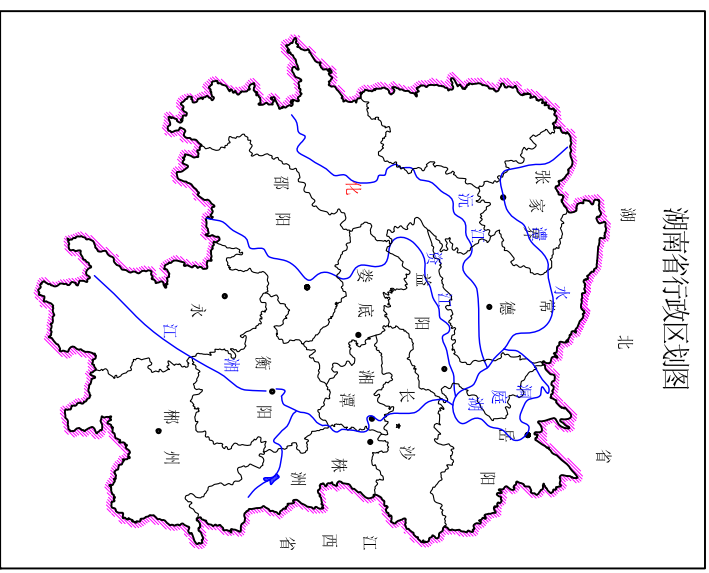 湖南省行政区划图
湖北省
张家界
澧水
常德
沅江
洞庭湖
岳阳
资江
益阳
化
长沙
娄底
湘潭
株洲
邵阳
衡阳
湘江
永
郴州
江西省